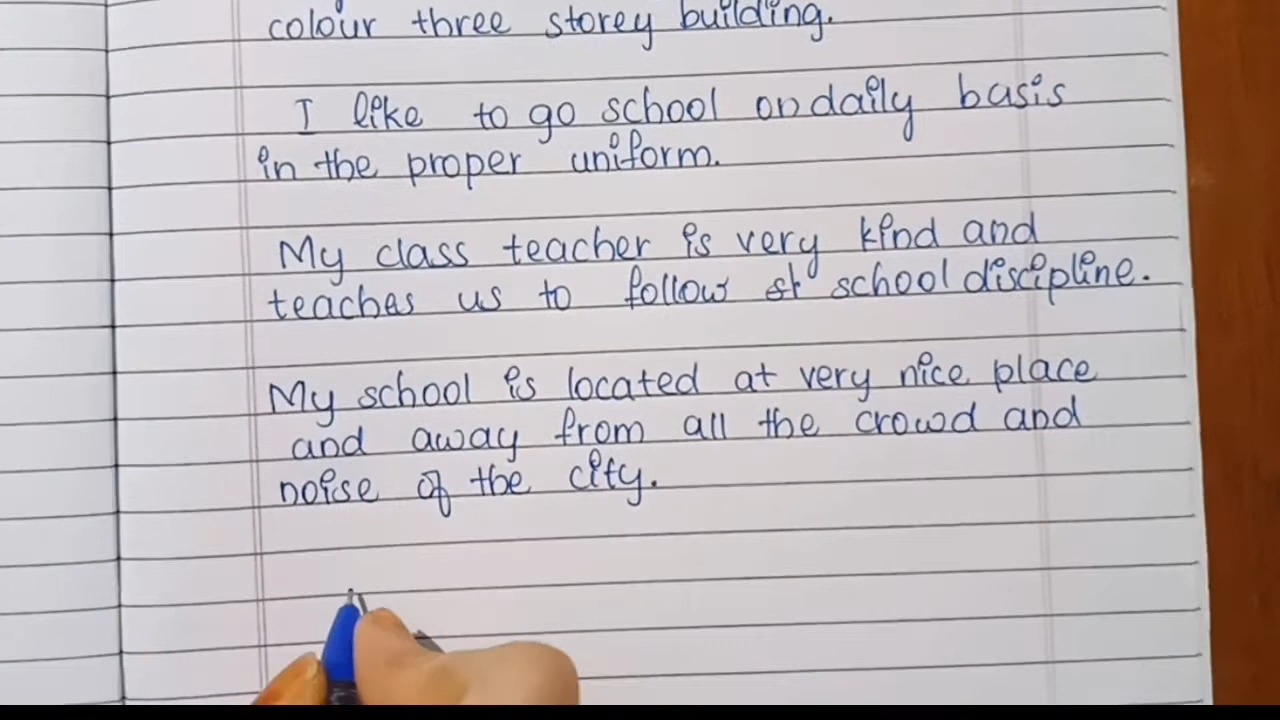 colour three storey building.
I like to go school on daily basis
in the proper uniform.
My class teacher is very kind and
teaches us to follow st school discipline.
My school is located at very nice place
and away from all the crowd and
noise of the city.